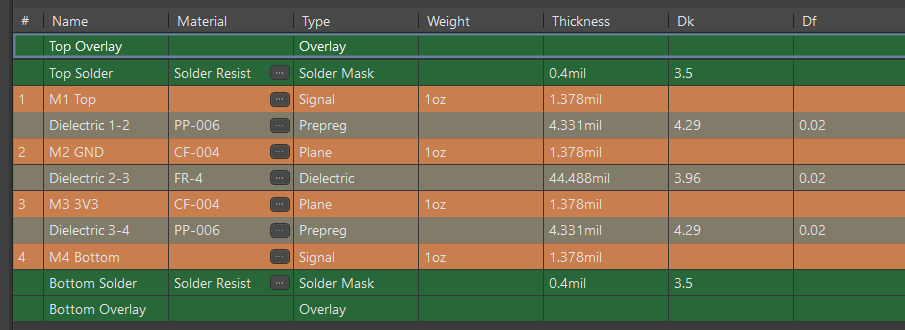 # Name Material Type Weight Thickness Dk Df
Top Overlay Overlay
Top Solder Solder Resist ... Solder Mask 0.4mil 3.5
1 M1 Top ... Signal 1oz 1.378mil
Dielectric 1-2 PP-006 ... Prepreg 4.331mil 4.29 0.02
2 M2 GND CF-004 ... Plane 1oz 1.378mil
Dielectric 2-3 FR-4 ... Dielectric 44.488mil 3.96 0.02
3 M3 3V3 CF-004 ... Plane 1oz 1.378mil
Dielectric 3-4 PP-006 ... Prepreg 4.331mil 4.29 0.02
4 M4 Bottom ... Signal 1oz 1.378mil
Bottom Solder Solder Resist ... Solder Mask 0.4mil 3.5
Bottom Overlay Overlay